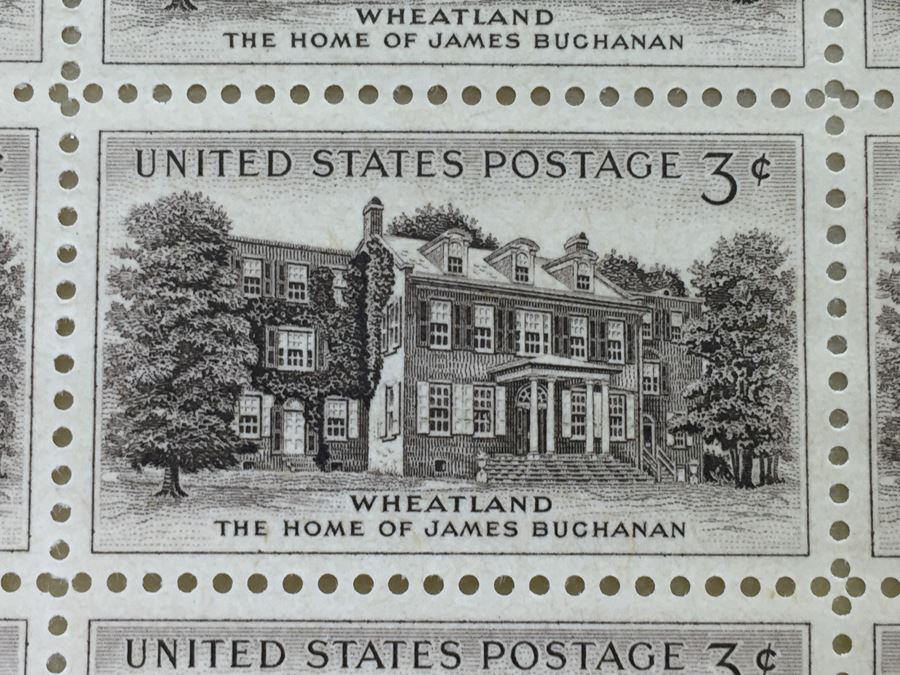 WHEATLAND
THE HOME OF JAMES BUCHANAN
UNITED STATES POSTAGE 3¢
WHEATLAND
THE HOME OF JAMES BUCHANAN
UNITED STATES POSTAGE 3¢